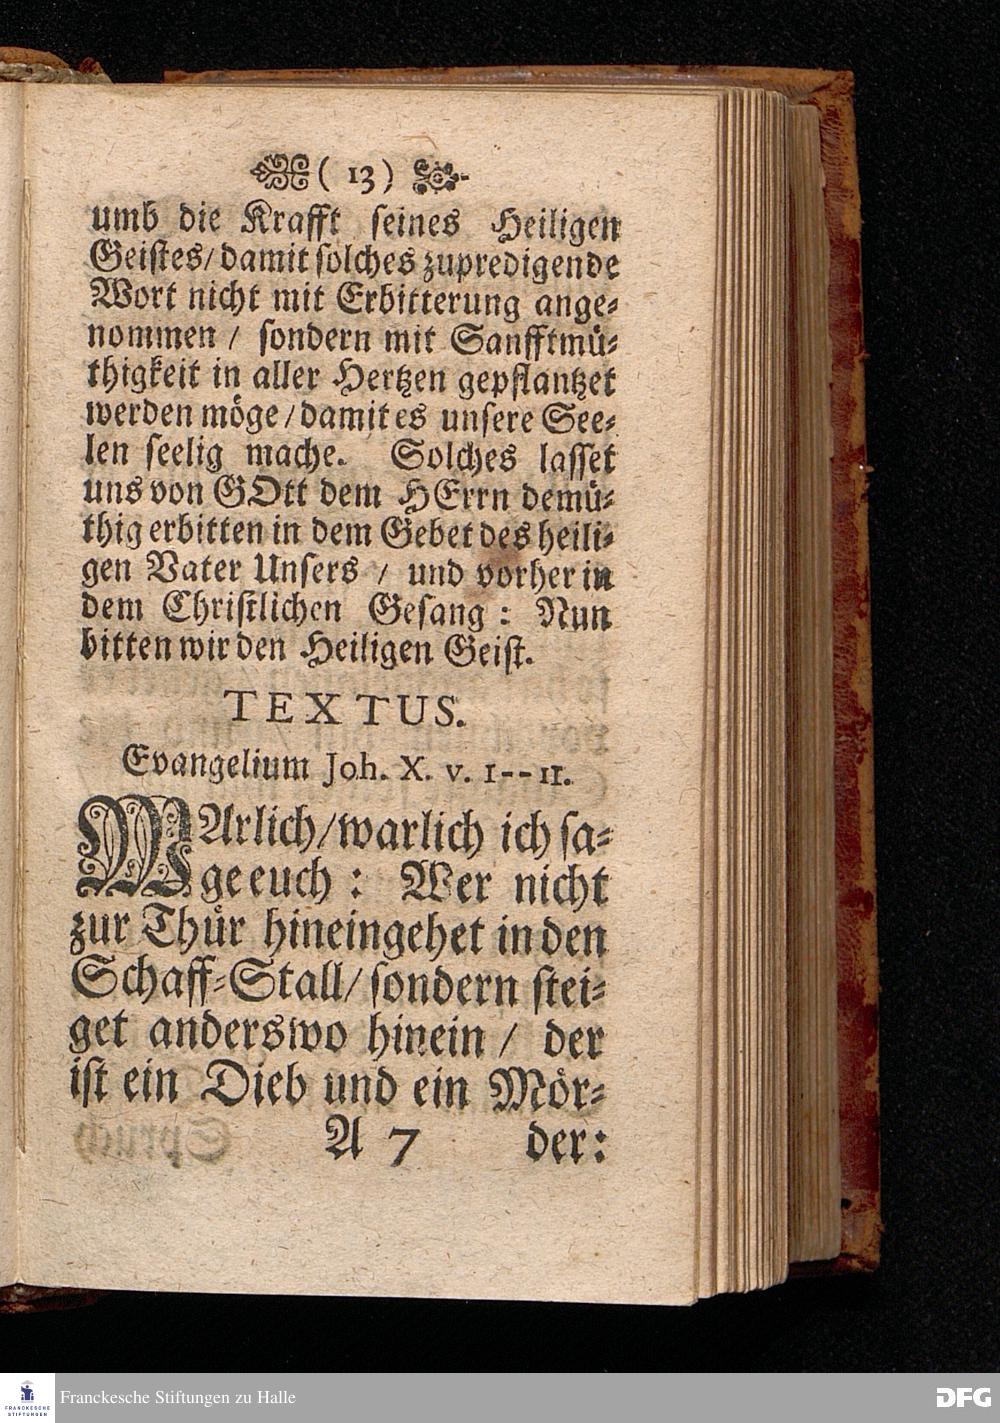 ( 13 )
umb die Krafft seines Heiligen
Geistes/ damit solches zupredigende
Wort nicht mit Erbitterung ange-
nommen / sondern mit Sanfftmü-
thigkeit in aller Hertzen gepflantzet
werden möge / damit es unsere See-
len seelig mache. Solches lasset
uns von GOtt dem HErrn demü-
thig erbitten in dem Gebet des heili-
gen Vater Unsers / und vorher in
dem Christlichen Gesang : Nun
bitten wir den Heiligen Geist.
TEXTUS.
Evangelium Joh. X. v. 1--11.
WArlich/ warlich ich sa-
ge euch : Wer nicht
zur Thür hineingehet in den
Schaff-Stall/ sondern stei-
get anderswo hinein / der
ist ein Dieb und ein Mör-
A 7 der:
FRANCKESCHE STIFTUNGEN
Franckesche Stiftungen zu Halle
DFG